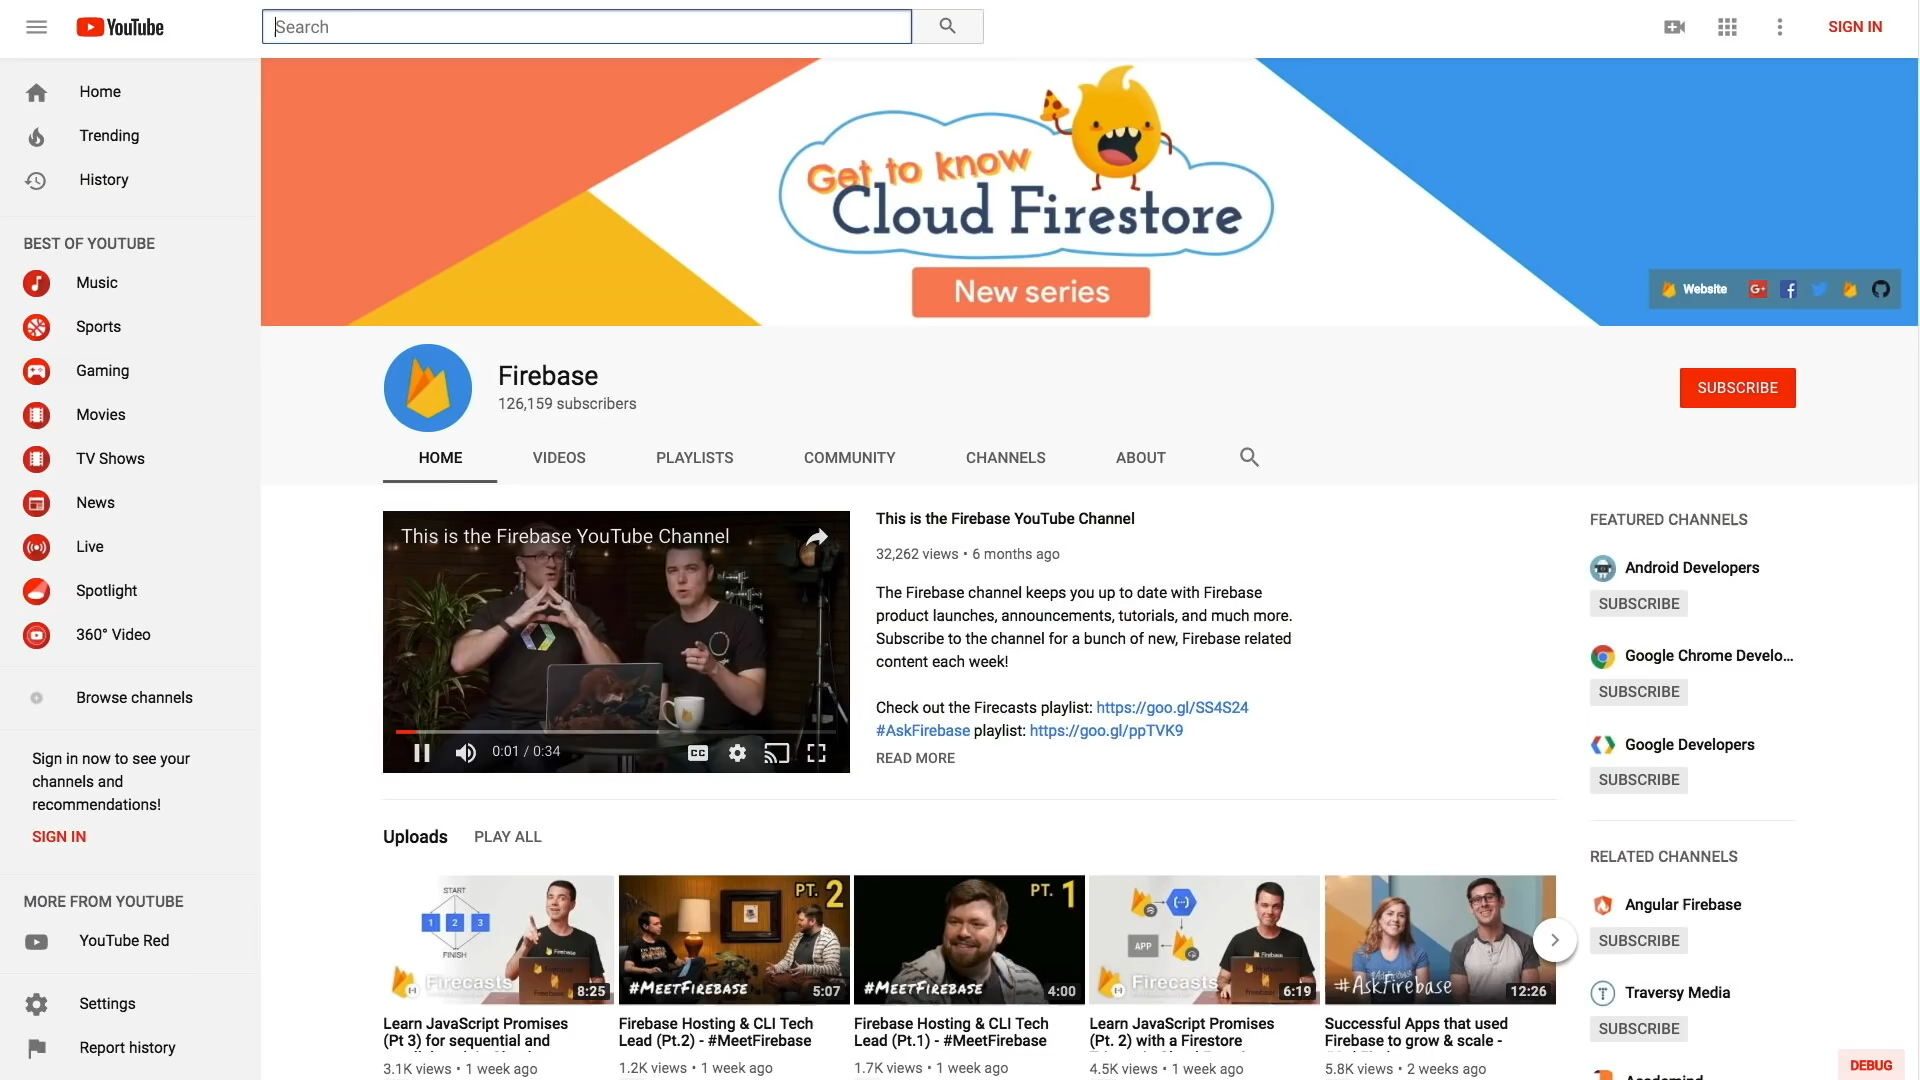 YouTube
Search
SIGN IN
Home
Trending
History
BEST OF YOUTUBE
Music
Sports
Gaming
Movies
TV Shows
News
Live
Spotlight
360° Video
Browse channels
Sign in now to see your
channels and
recommendations!
SIGN IN
MORE FROM YOUTUBE
YouTube Red
Settings
Report history
Get to know
Cloud Firestore
New series
Website
G+
Firebase
126,159 subscribers
SUBSCRIBE
HOME
VIDEOS
PLAYLISTS
COMMUNITY
CHANNELS
ABOUT
This is the Firebase YouTube Channel
0:01 / 0:34
CC
This is the Firebase YouTube Channel
32,262 views • 6 months ago
The Firebase channel keeps you up to date with Firebase
product launches, announcements, tutorials, and much more.
Subscribe to the channel for a bunch of new, Firebase related
content each week!
Check out the Firecasts playlist: https://goo.gl/SS4S24
#AskFirebase playlist: https://goo.gl/ppTVK9
READ MORE
Uploads PLAY ALL
START
1 2 3
FINISH
Firebase
Firecasts
8:25
Learn JavaScript Promises
(Pt 3) for sequential and
3.1K views • 1 week ago
PT. 2
#MEETFIREBASE
5:07
Firebase Hosting & CLI Tech
Lead (Pt.2) - #MeetFirebase
1.2K views • 1 week ago
PT. 1
#MEETFIREBASE
4:00
Firebase Hosting & CLI Tech
Lead (Pt.1) - #MeetFirebase
1.7K views • 1 week ago
APP
Firebase
Firecasts
6:19
Learn JavaScript Promises
(Pt. 2) with a Firestore
4.5K views • 1 week ago
#AskFirebase
12:26
Successful Apps that used
Firebase to grow & scale -
5.8K views • 2 weeks ago
FEATURED CHANNELS
Android Developers
SUBSCRIBE
Google Chrome Develo...
SUBSCRIBE
Google Developers
SUBSCRIBE
RELATED CHANNELS
Angular Firebase
SUBSCRIBE
Traversy Media
SUBSCRIBE
DEBUG